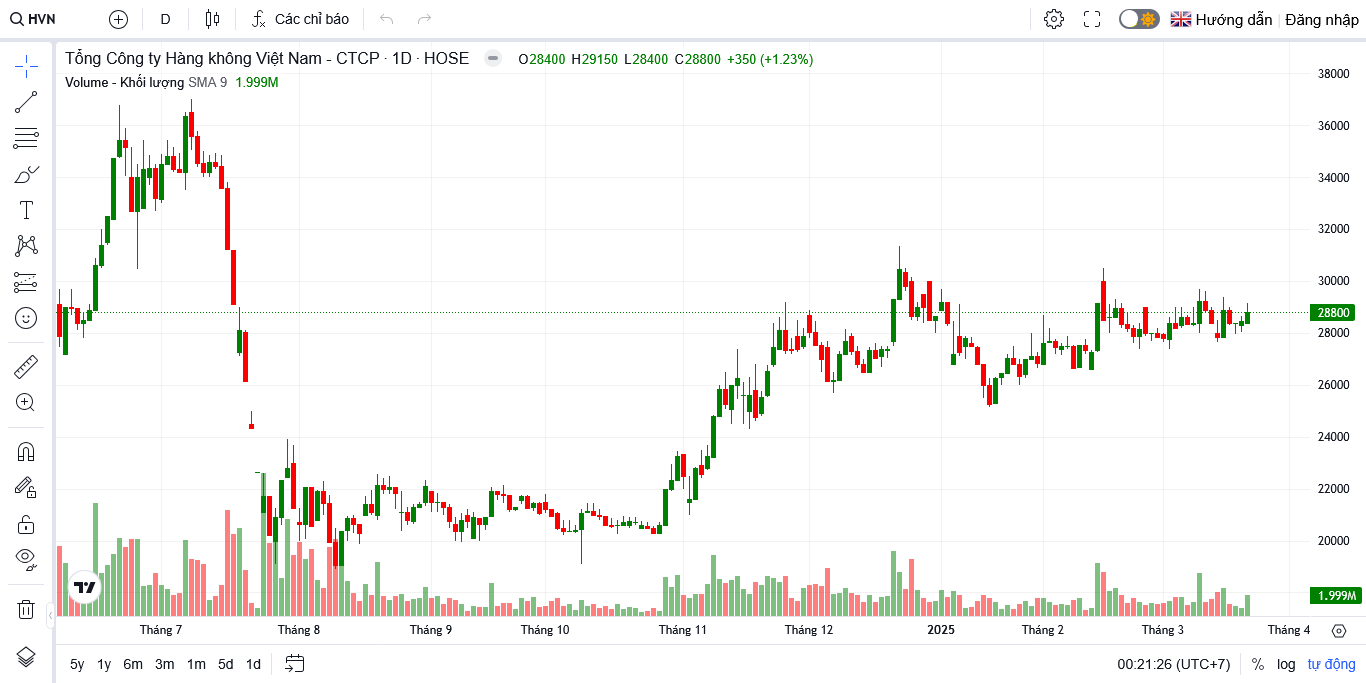 HVN D Các chỉ báo Hướng dẫn Đăng nhập
Tổng Công ty Hàng không Việt Nam - CTCP · 1D · HOSE O28400 H29150 L28400 C28800 +350 (+1.23%)
Volume - Khối lượng SMA 9 1.999M
38000
36000
34000
32000
30000
28800
28000
26000
24000
22000
20000
1.999M
Tháng 7 Tháng 8 Tháng 9 Tháng 10 Tháng 11 Tháng 12 2025 Tháng 2 Tháng 3 Tháng 4
5y 1y 6m 3m 1m 5d 1d 00:21:26 (UTC+7) % log tự động